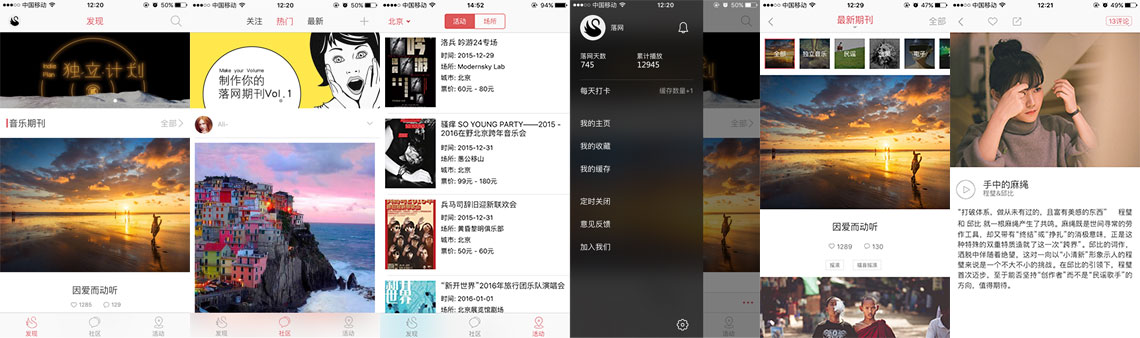 中国移动 12:20 50%
发现
独立计划
音乐期刊 全部
因爱而动听
1285 129
发现 社区 活动
中国移动 12:20 50%
关注 热门 最新
Make your Volume
制作你的
落网期刊Vol.1
Ali-
发现 社区 活动
中国移动 14:52 94%
北京 活动 场所
洛兵 吟游24专场
时间: 2015-12-29
场所: Modernsky Lab
城市: 北京
票价: 60元 - 80元
骚痒 SO YOUNG PARTY——2015 -
2016在野北京跨年音乐会
时间: 2015-12-31
场所: 愚公移山
城市: 北京
票价: 99元 - 180元
兵马司辞旧迎新联欢会
时间: 2015-12-31
场所: 黄昏黎明俱乐部
城市: 北京
票价: 50元 - 60元
“新开世界”2016年旅行团乐队演唱会
时间: 2016-01-01
场所: 北京展览馆剧场
发现 社区 活动
中国移动 12:20 50%
落网
落网天数 累计播放
745 12945
每天打卡 缓存数量+1
我的主页
我的收藏
我的缓存
定时关闭
意见反馈
加入我们
全部
活动
中国移动 12:29 49%
最新期刊 全部
全部 独立音乐 民谣 电子
因爱而动听
1289 130
摇滚
中国移动 12:21 47%
13评论
手中的麻绳
程璧&邱比
“打破体系，做从未有过的，且富有美感的东西” 程璧
和 邱比 就一根麻绳产生了共鸣。麻绳既是世间寻常的劳
作工具，却又带有“终结”或“挣扎”的消极意味，正是这
种特殊的双重特质造就了这一次“跨界”。邱比的词作，
洒脱中伴随着绝望，这对一向以“小清新”形象示人的程
璧来说是一个不大不小的挑战，在邱比的引领下，程璧
首次迈步，至于能否坚持“创作者”而不是“民谣歌手”的
方向，值得期待。